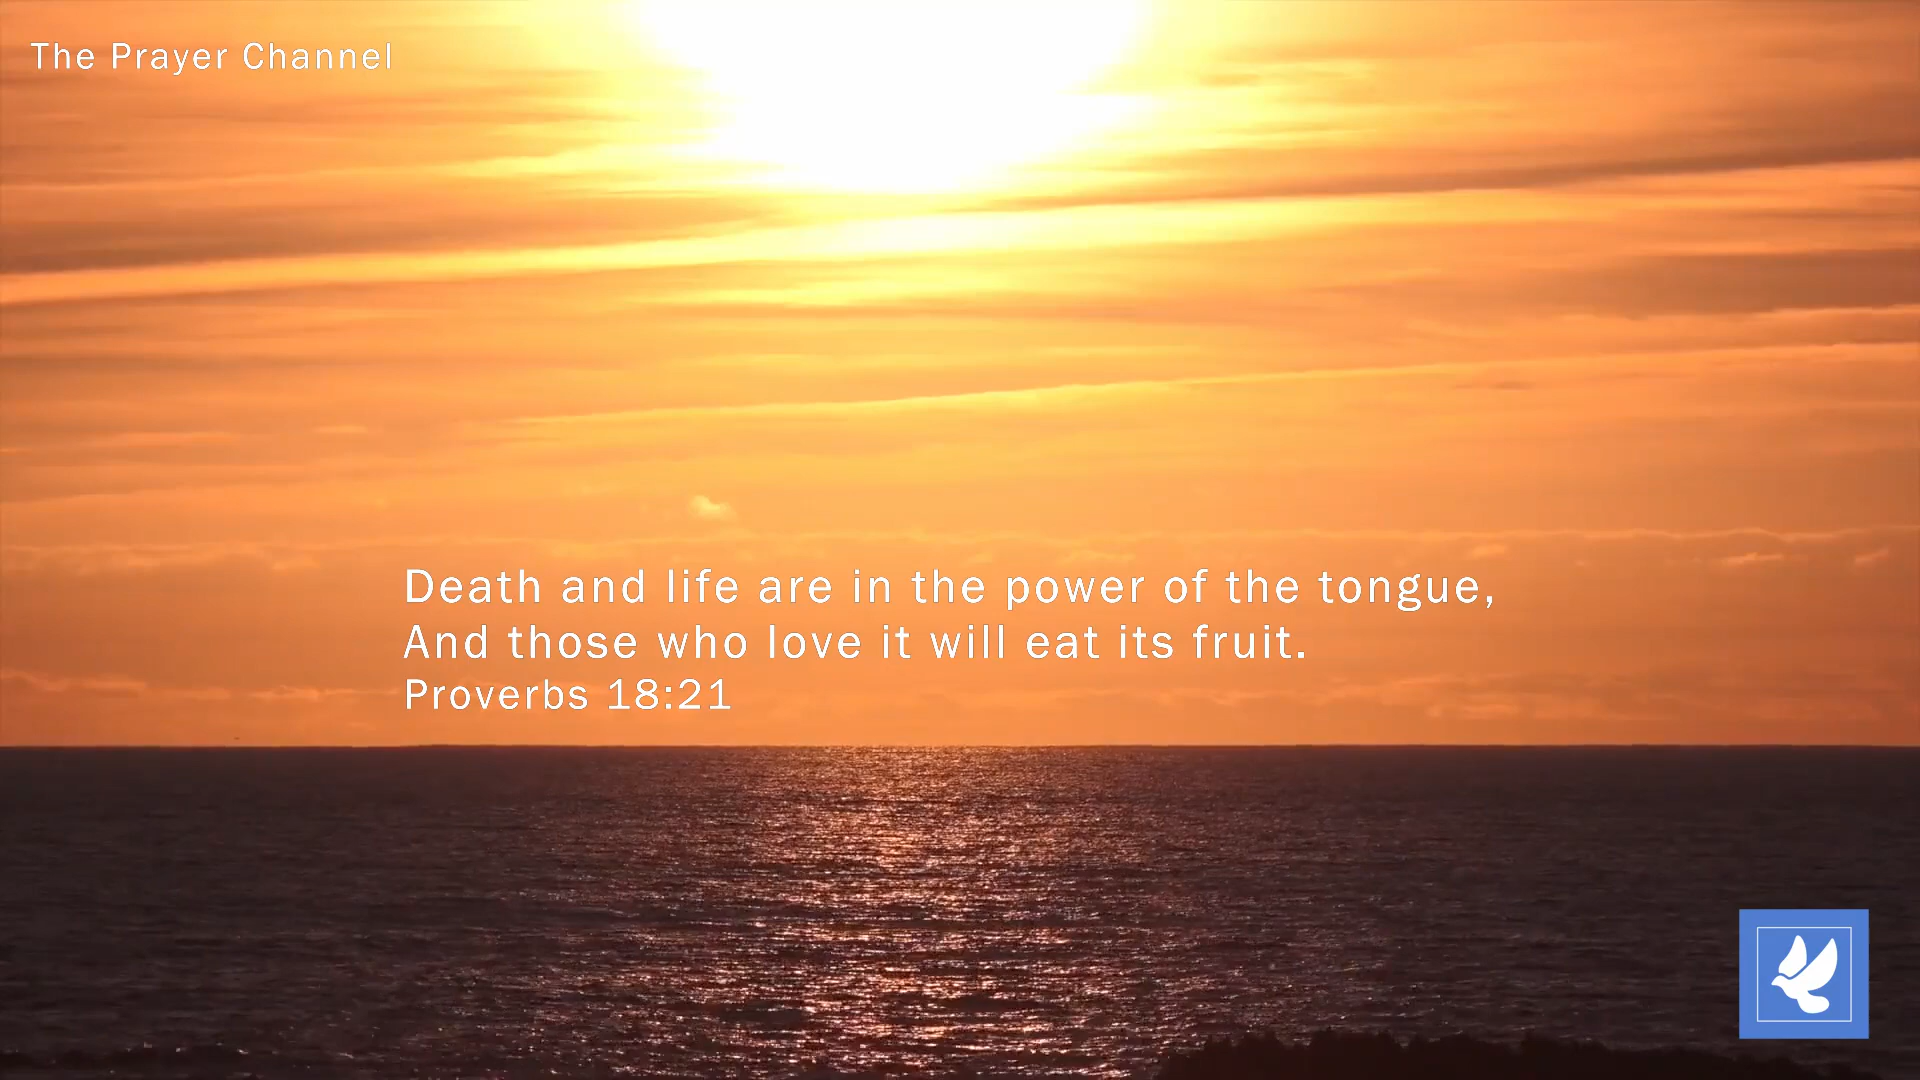 The Prayer Channel
Death and life are in the power of the tongue,
And those who love it will eat its fruit.
Proverbs 18:21